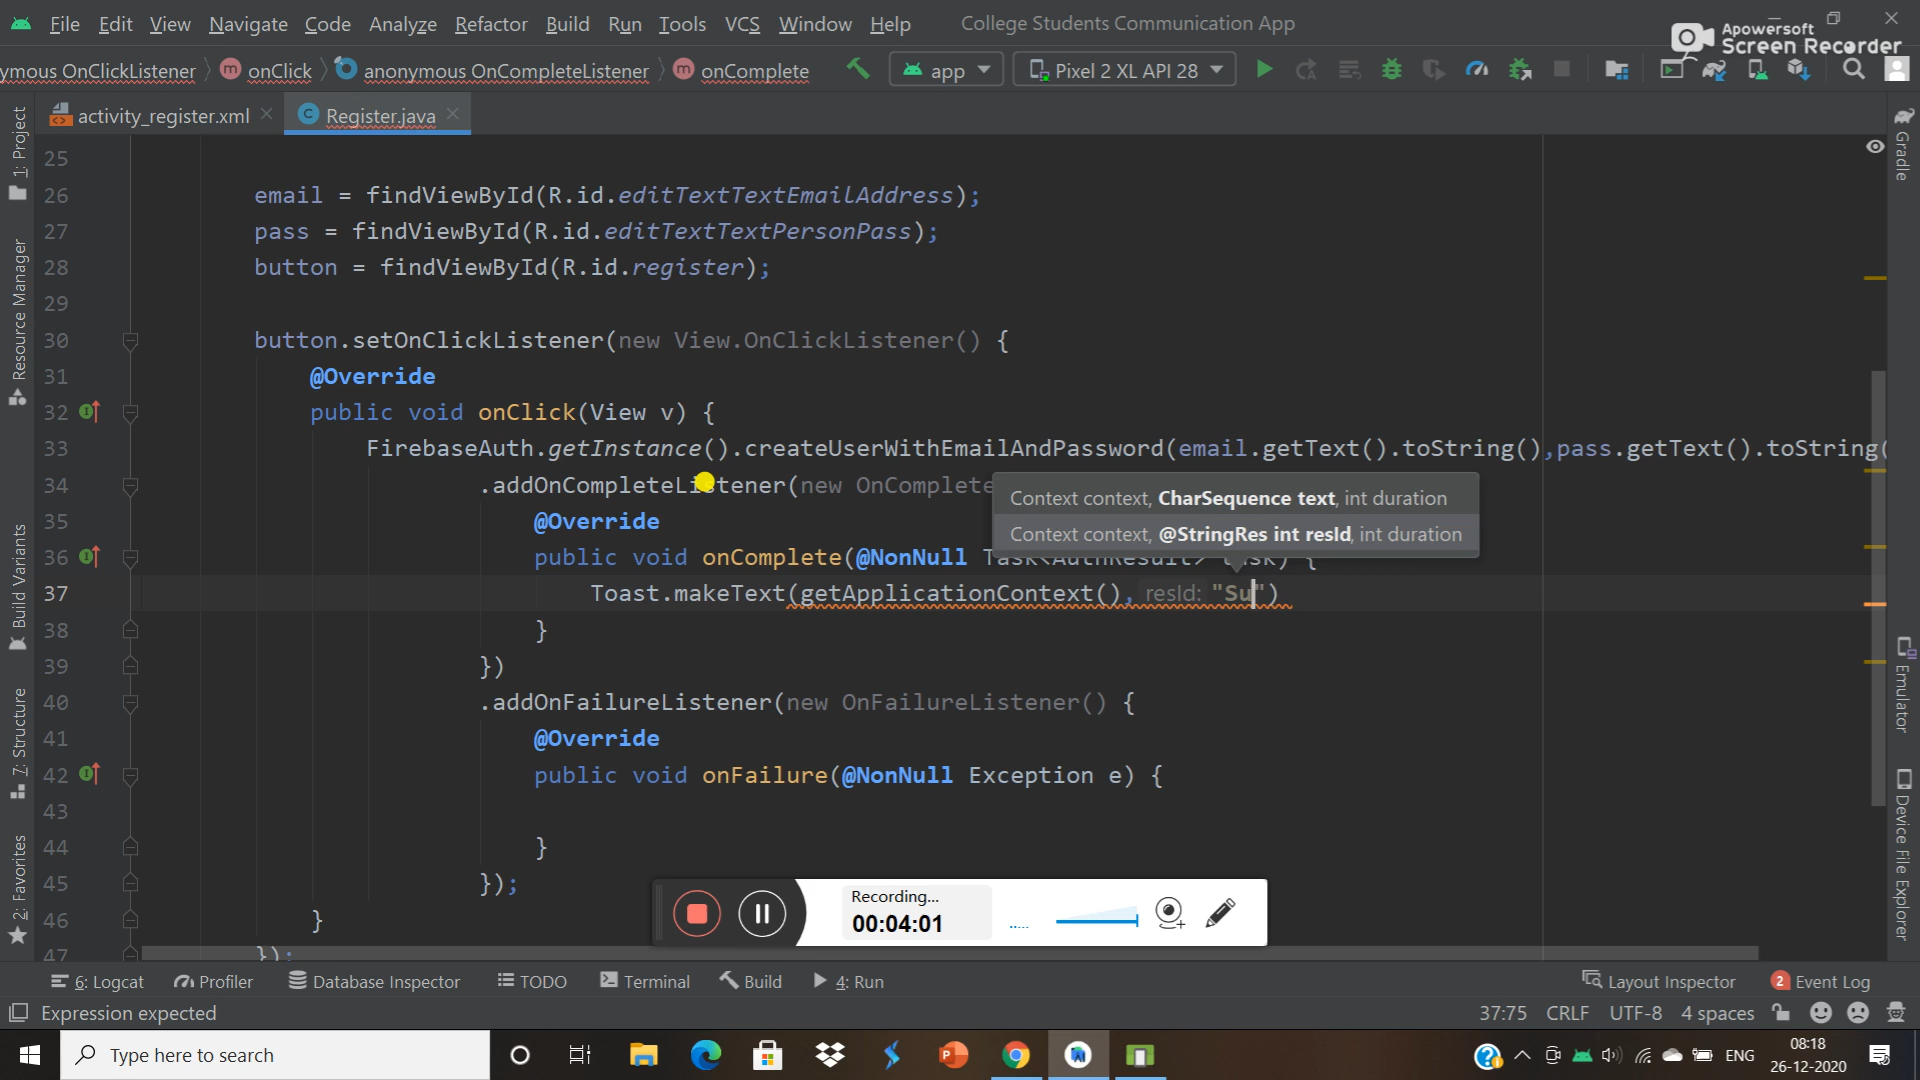 File Edit View Navigate Code Analyze Refactor Build Run Tools VCS Window Help College Students Communication App
Apowersoft
Screen Recorder
ymous OnClickListener onClick anonymous OnCompleteListener onComplete app Pixel 2 XL API 28
activity_register.xml Register.java
1: Project
Resource Manager
Build Variants
7: Structure
2: Favorites
Gradle
Emulator
Device File Explorer
25
26 email = findViewById(R.id.editTextTextEmailAddress);
27 pass = findViewById(R.id.editTextTextPersonPass);
28 button = findViewById(R.id.register);
29
30 button.setOnClickListener(new View.OnClickListener() {
31 @Override
32 public void onClick(View v) {
33 FirebaseAuth.getInstance().createUserWithEmailAndPassword(email.getText().toString(),pass.getText().toString(
34 .addOnCompleteListener(new OnComplete
Context context, CharSequence text, int duration
Context context, @StringRes int resId, int duration
35 @Override
36 public void onComplete(@NonNull Task<AuthResult> task) {
37 Toast.makeText(getApplicationContext(), resId: "Su")
38 }
39 })
40 .addOnFailureListener(new OnFailureListener() {
41 @Override
42 public void onFailure(@NonNull Exception e) {
43
44 }
45 });
46 }
47 });
Recording...
00:04:01
6: Logcat Profiler Database Inspector TODO Terminal Build 4: Run Layout Inspector 2 Event Log
Expression expected 37:75 CRLF UTF-8 4 spaces
Type here to search ENG
08:18
26-12-2020